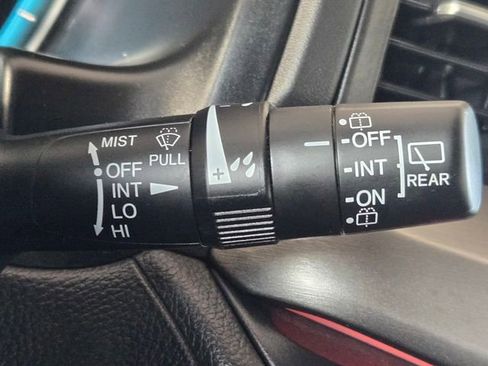 MIST
PULL
OFF
INT
LO
HI
+
OFF
INT
ON
REAR